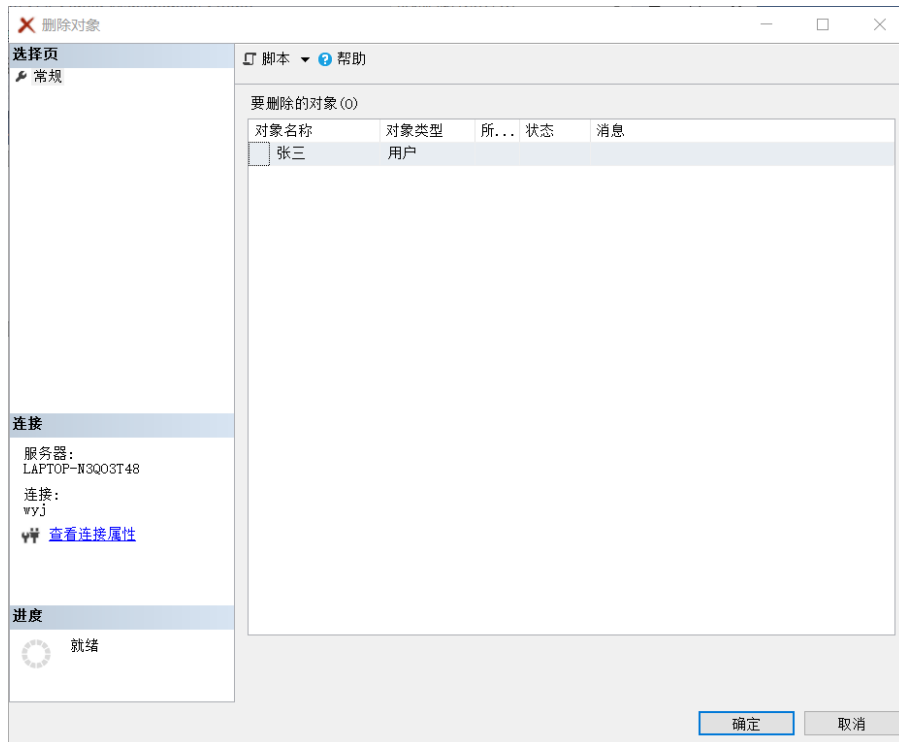 删除对象
选择页
常规
脚本 帮助
要删除的对象(O)
对象名称 对象类型 所... 状态 消息
张三 用户
连接
服务器:
LAPTOP-N3QO3T48
连接:
wyj
查看连接属性
进度
就绪
确定 取消